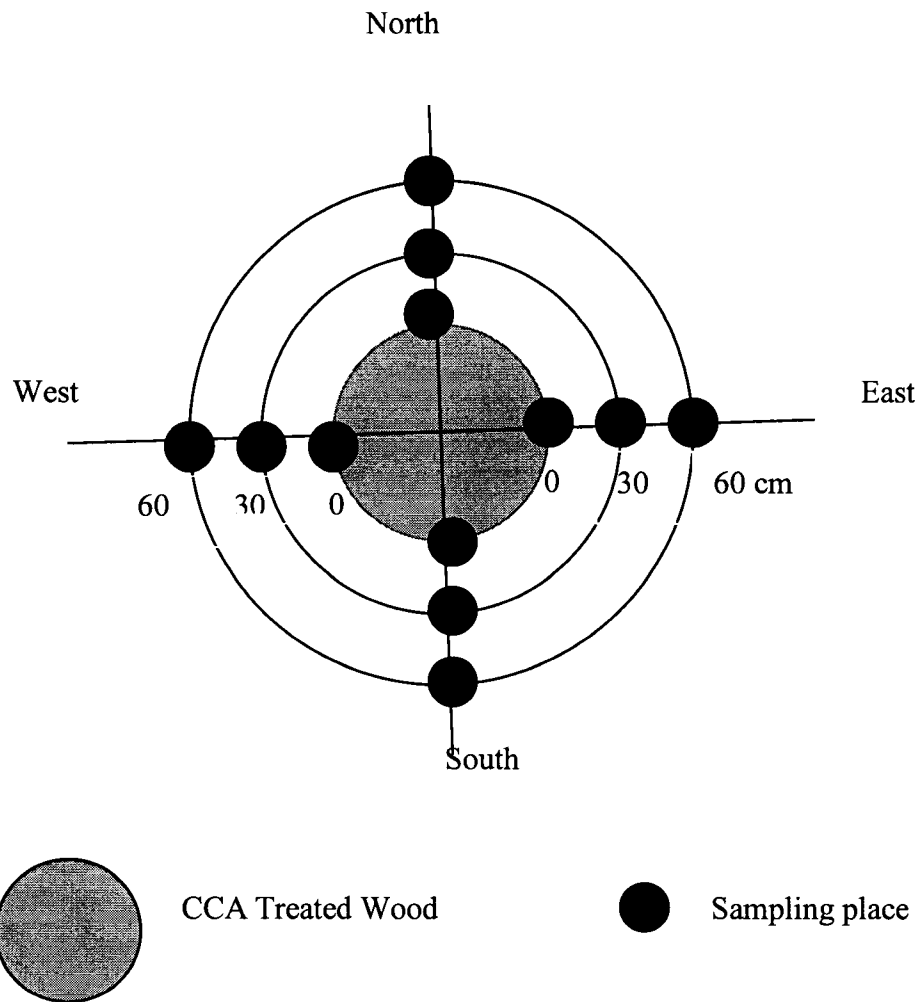 North
West
East
60
30
0
0
30
60 cm
South
CCA Treated Wood
Sampling place